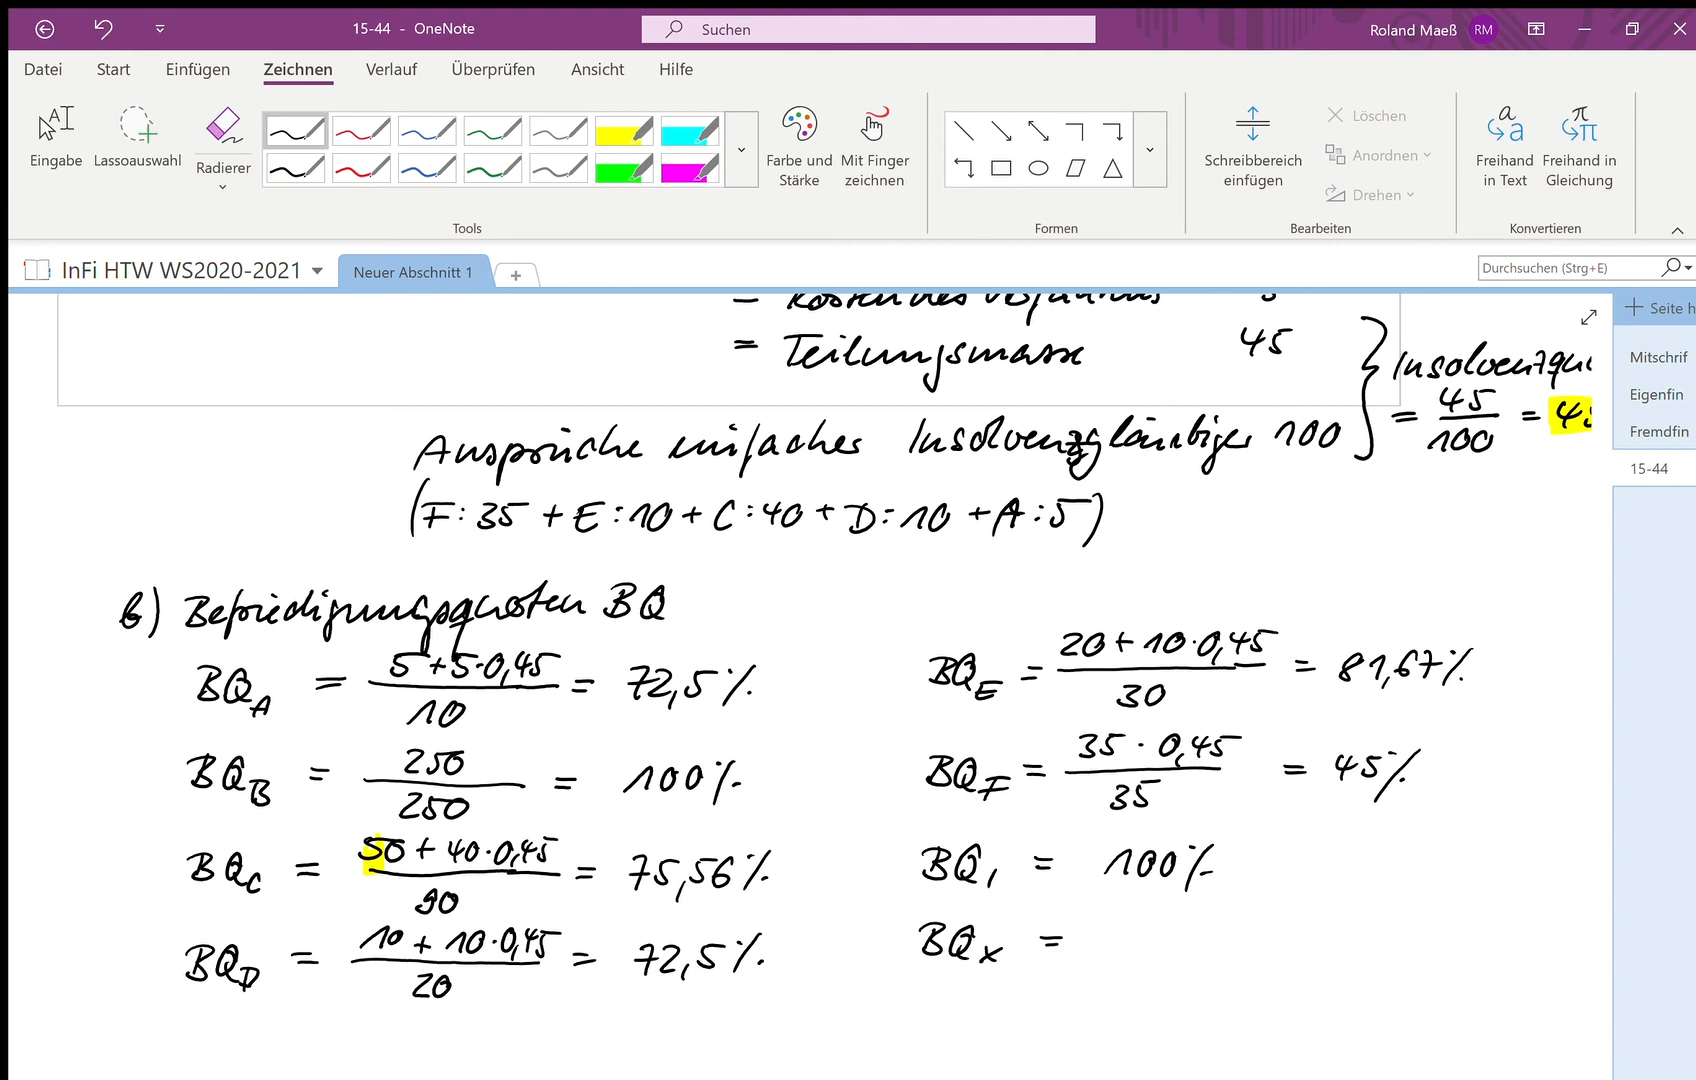 15-44 - OneNote
Suchen
Roland Maeß RM
Datei Start Einfügen Zeichnen Verlauf Überprüfen Ansicht Hilfe
Eingabe Lassoauswahl Radierer
Farbe und Stärke
Mit Finger zeichnen
Schreibbereich einfügen
Löschen
Anordnen
Drehen
Freihand in Text
Freihand in Gleichung
Tools Formen Bearbeiten Konvertieren
InFi HTW WS2020-2021
Neuer Abschnitt 1
Durchsuchen (Strg+E)
Seite h
Mitschrif
Eigenfin
Fremdfin
15-44
= Teilungsmasse 45
Insolvenzqu
= 45/100 = 45
Ansprüche einfacher Insolvenzgläubiger 100
(F: 35 + E: 10 + C: 40 + D: 10 + A: 5)
b) Befriedigungsquoten BQ
BQA = 5 + 5·0,45 / 10 = 72,5 %
BQB = 250 / 250 = 100 %
BQC = 50 + 40·0,45 / 90 = 75,56 %
BQD = 10 + 10·0,45 / 20 = 72,5 %
BQE = 20 + 10·0,45 / 30 = 81,67 %
BQF = 35 · 0,45 / 35 = 45 %
BQ1 = 100 %
BQx =